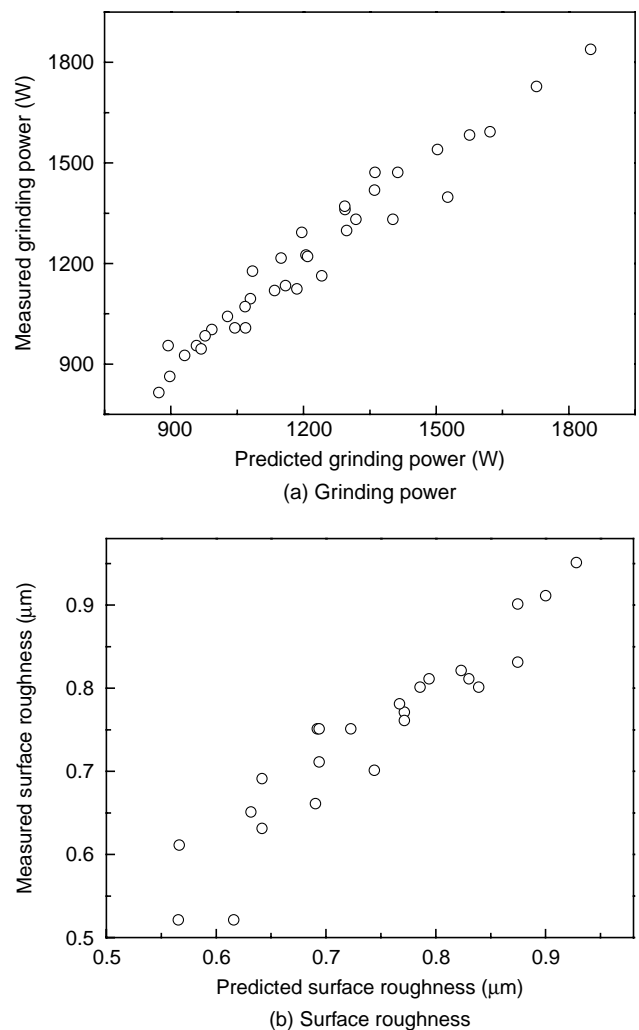 Measured grinding power (W)
1800
1500
1200
900
900 1200 1500 1800
Predicted grinding power (W)
(a) Grinding power
Measured surface roughness (μm)
0.9
0.8
0.7
0.6
0.5
0.5 0.6 0.7 0.8 0.9
Predicted surface roughness (μm)
(b) Surface roughness